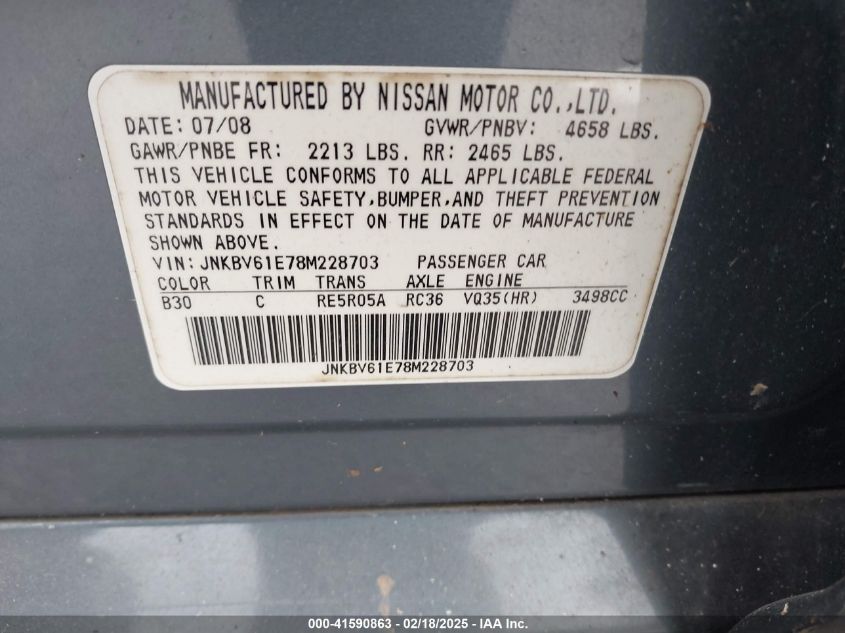 MANUFACTURED BY NISSAN MOTOR CO.,LTD.
DATE: 07/08 GVWR/PNBV: 4658 LBS.
GAWR/PNBE FR: 2213 LBS. RR: 2465 LBS.
THIS VEHICLE CONFORMS TO ALL APPLICABLE FEDERAL
MOTOR VEHICLE SAFETY,BUMPER,AND THEFT PREVENTION
STANDARDS IN EFFECT ON THE DATE OF MANUFACTURE
SHOWN ABOVE.
VIN: JNKBV61E78M228703 PASSENGER CAR
COLOR TRIM TRANS AXLE ENGINE
B30 C RE5R05A RC36 VQ35(HR) 3498CC
JNKBV61E78M228703
000-41590863 - 02/18/2025 - IAA Inc.